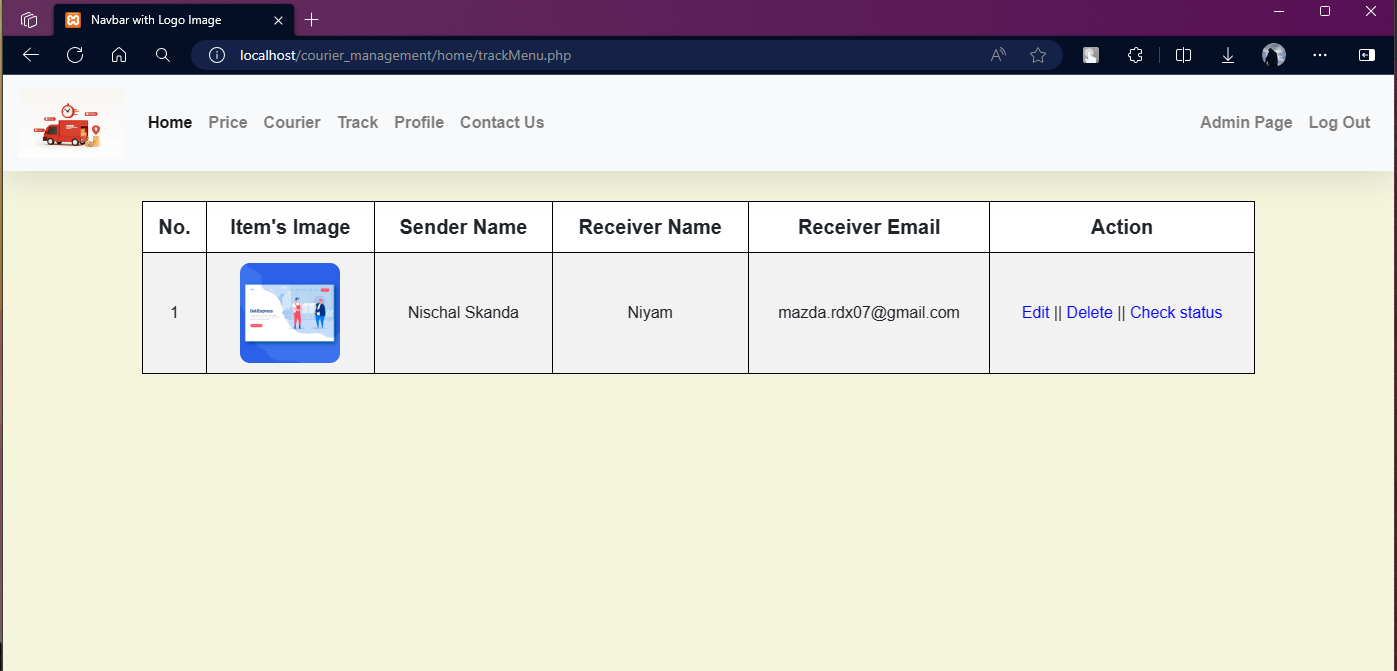 Navbar with Logo Image
localhost/courier_management/home/trackMenu.php
Home Price Courier Track Profile Contact Us Admin Page Log Out
No. Item's Image Sender Name Receiver Name Receiver Email Action
1 Nischal Skanda Niyam mazda.rdx07@gmail.com Edit || Delete || Check status
DeliExpress